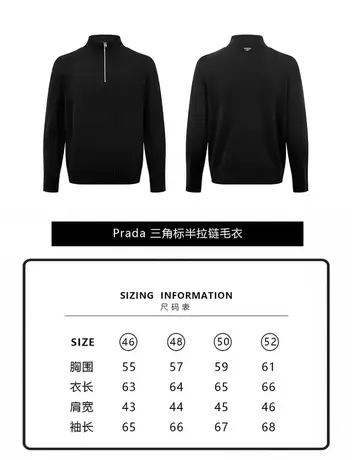 Prada 三角标半拉链毛衣
SIZING INFORMATION
尺码表
SIZE 46 48 50 52
胸围 55 57 59 61
衣长 63 64 65 66
肩宽 43 44 45 46
袖长 65 66 67 68